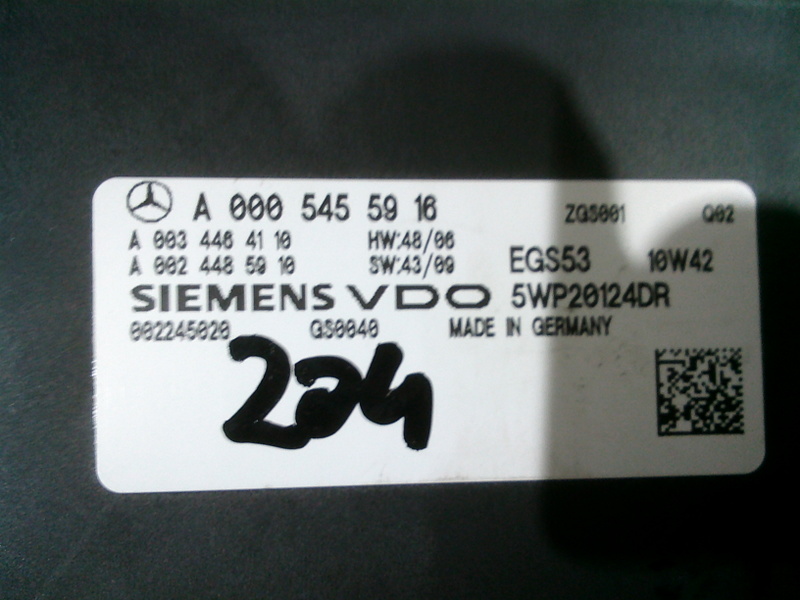 A 000 545 59 16 ZGS001 Q02
A 003 446 41 10 HW:48/06
A 002 448 59 10 SW:43/09 EGS53 10W42
SIEMENS VDO 5WP20124DR
002245020 GS0040 MADE IN GERMANY
204